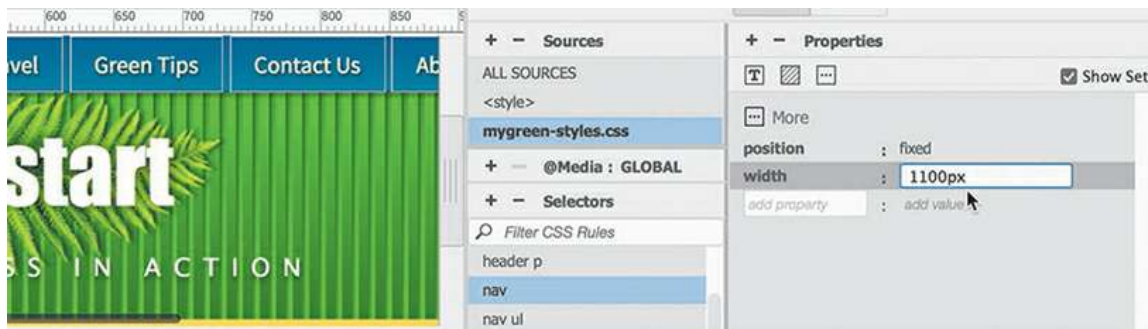 600 650 700 750 800 850
vel Green Tips Contact Us Ab
start
SS IN ACTION
+ − Sources
ALL SOURCES
<style>
mygreen-styles.css
+ − @Media : GLOBAL
+ − Selectors
Filter CSS Rules
header p
nav
nav ul
+ − Properties
T Show Set
More
position : fixed
width : 1100px
add property : add value